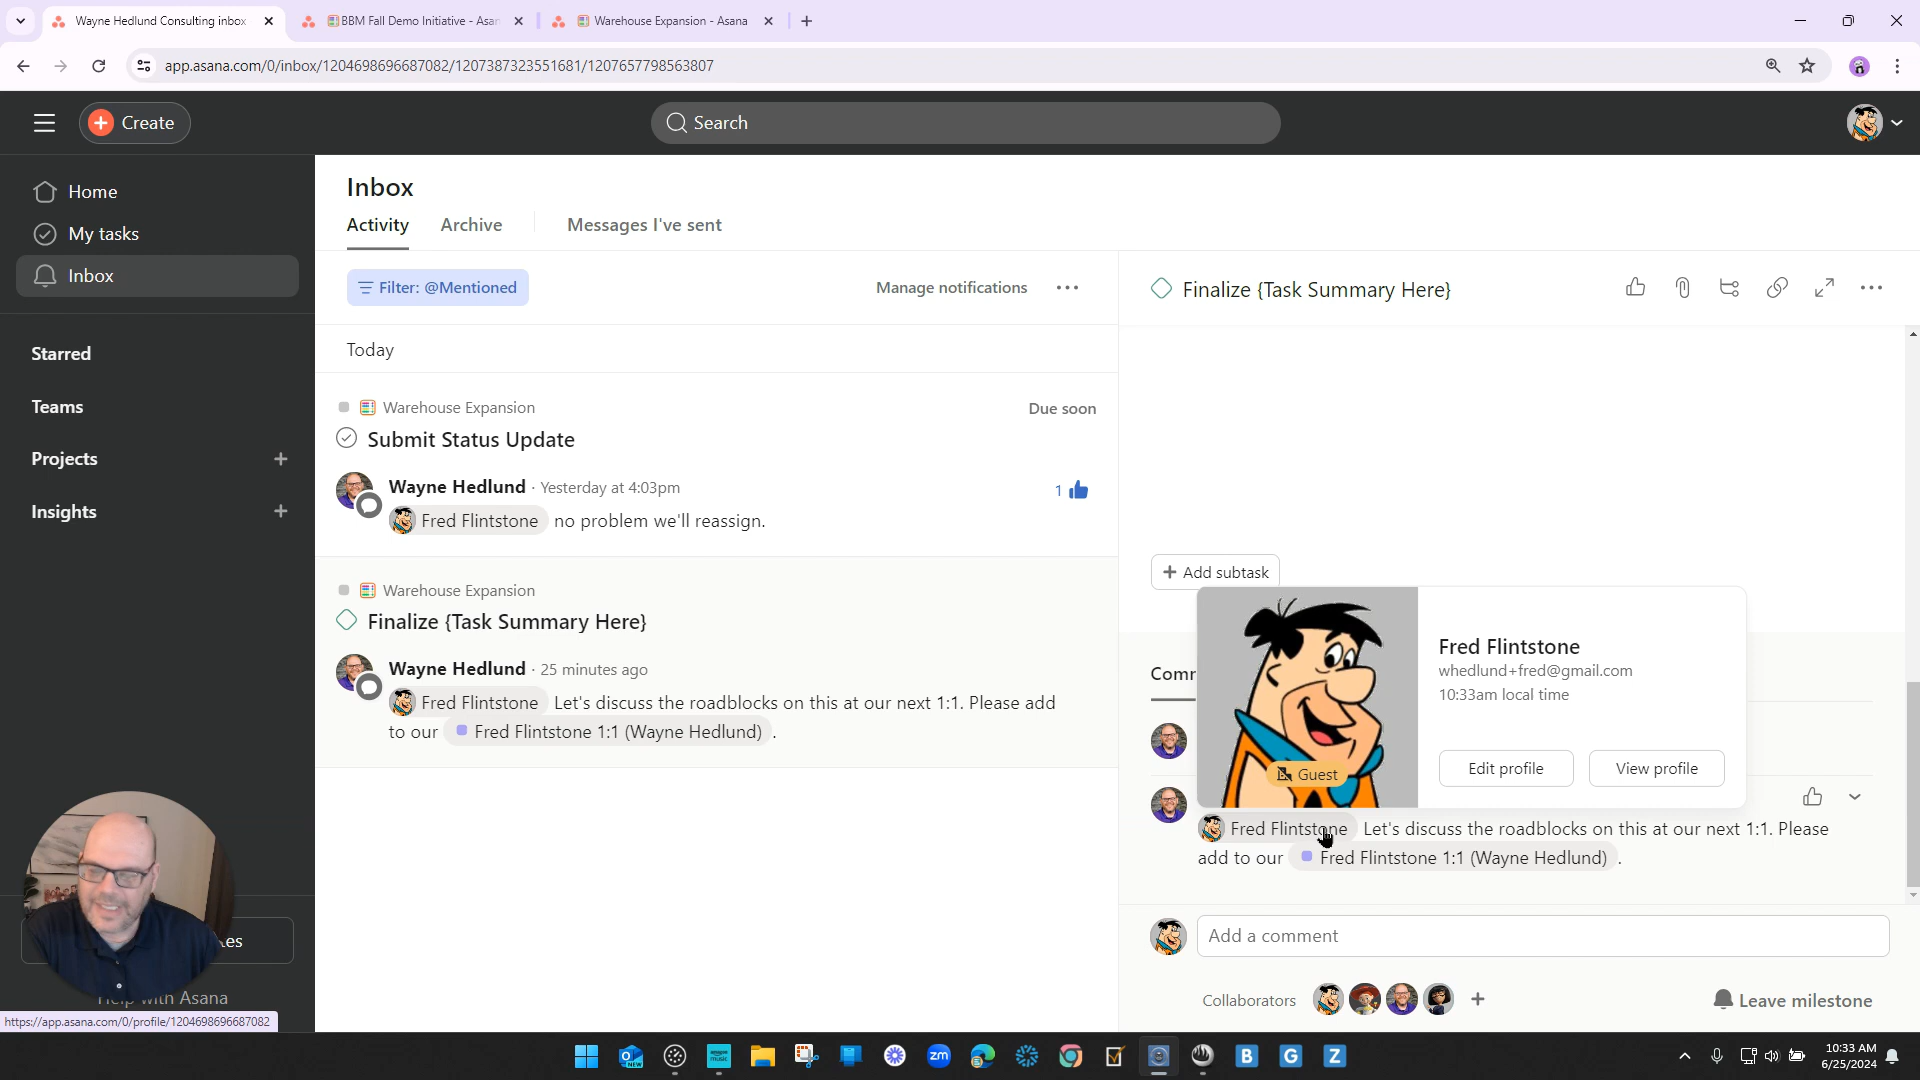 Wayne Hedlund Consulting inbox
BBM Fall Demo Initiative - Asan
Warehouse Expansion - Asana
app.asana.com/0/inbox/1204698696687082/1207387323551681/1207657798563807
Create
Search
Home
My tasks
Inbox
Starred
Teams
Projects
Insights
Help with Asana
https://app.asana.com/0/profile/1204698696687082
Inbox
Activity
Archive
Messages I've sent
Filter: @Mentioned
Manage notifications
Today
Warehouse Expansion
Due soon
Submit Status Update
Wayne Hedlund · Yesterday at 4:03pm
1
Fred Flintstone no problem we'll reassign.
Warehouse Expansion
Finalize {Task Summary Here}
Wayne Hedlund · 25 minutes ago
Fred Flintstone Let's discuss the roadblocks on this at our next 1:1. Please add
to our Fred Flintstone 1:1 (Wayne Hedlund) .
Finalize {Task Summary Here}
+ Add subtask
Fred Flintstone
whedlund+fred@gmail.com
10:33am local time
Guest
Edit profile
View profile
Fred Flintstone Let's discuss the roadblocks on this at our next 1:1. Please
add to our Fred Flintstone 1:1 (Wayne Hedlund) .
Add a comment
Collaborators
Leave milestone
NEW
music
zm
B
G
Z
10:33 AM
6/25/2024